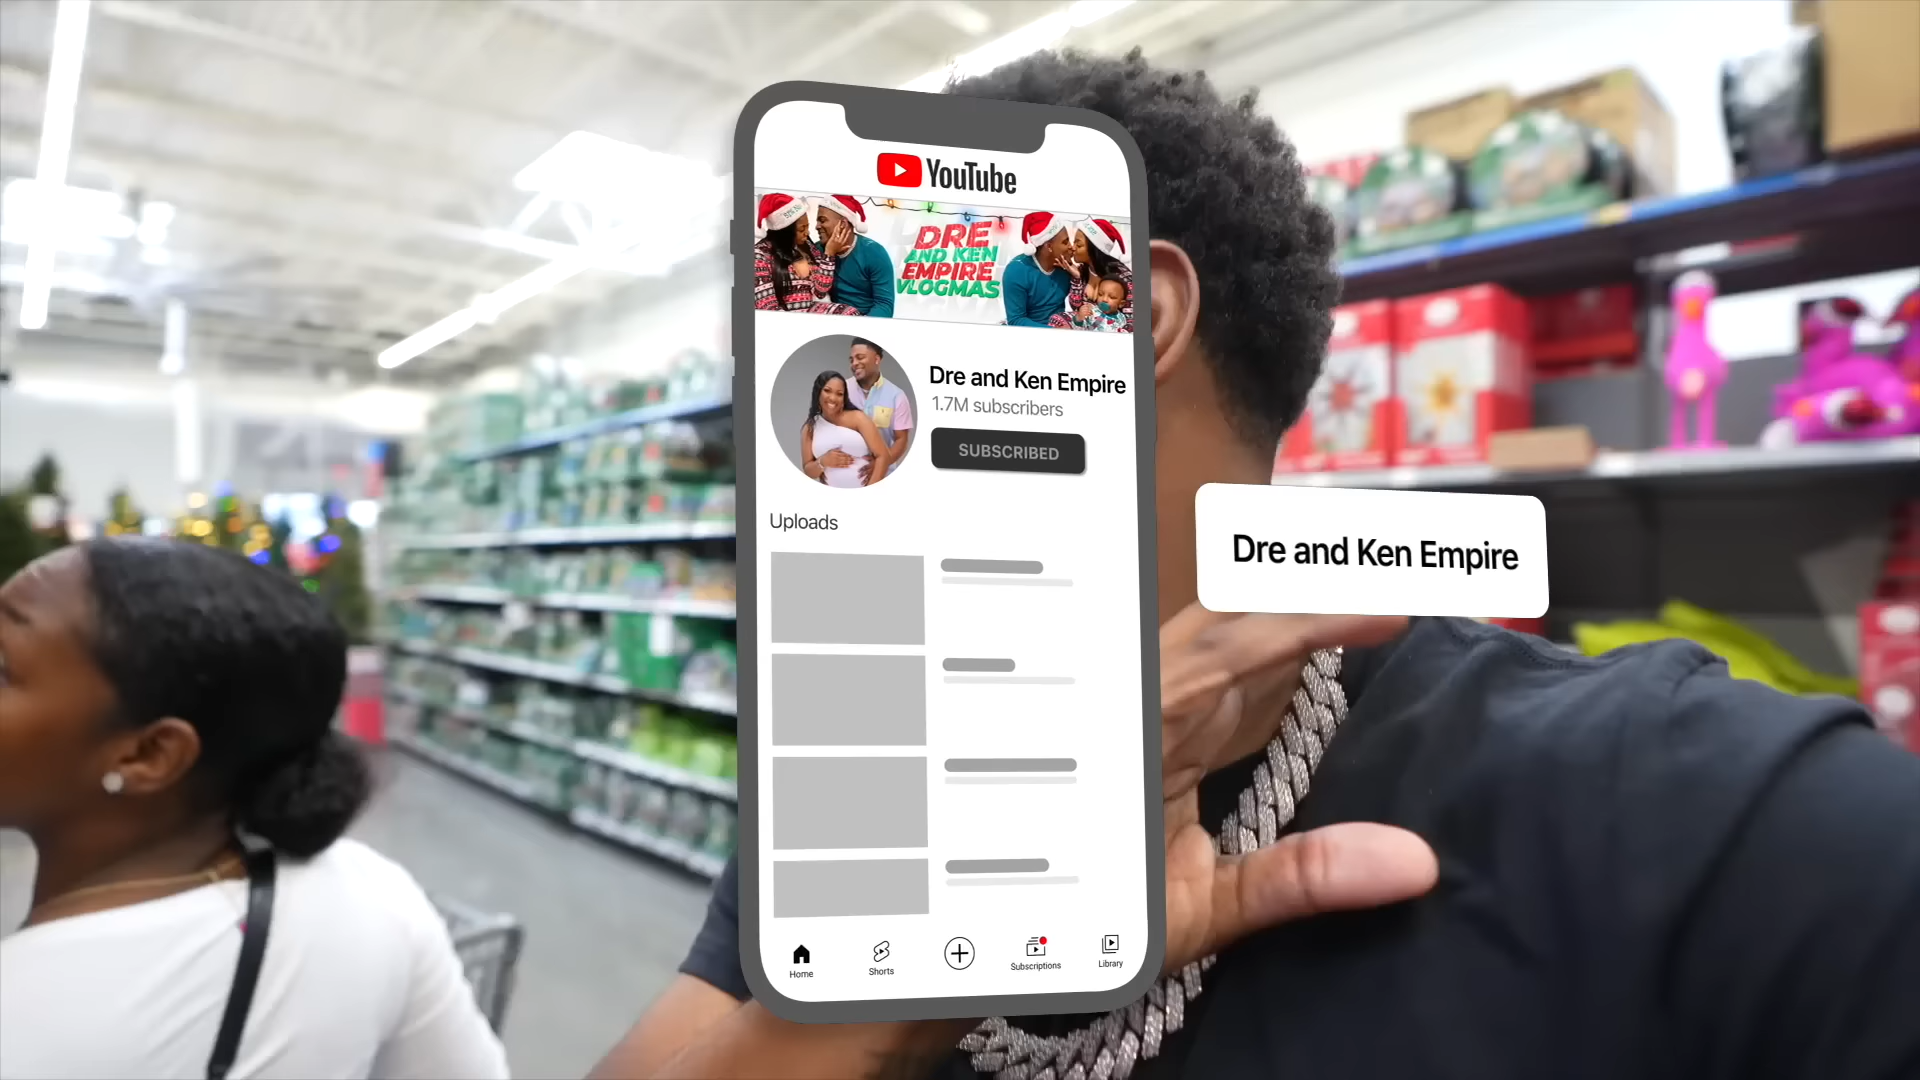 YouTube
DRE
AND KEN
EMPIRE
VLOGMAS
Dre and Ken Empire
1.7M subscribers
SUBSCRIBED
Uploads
Dre and Ken Empire
Home
Shorts
Subscriptions
Library